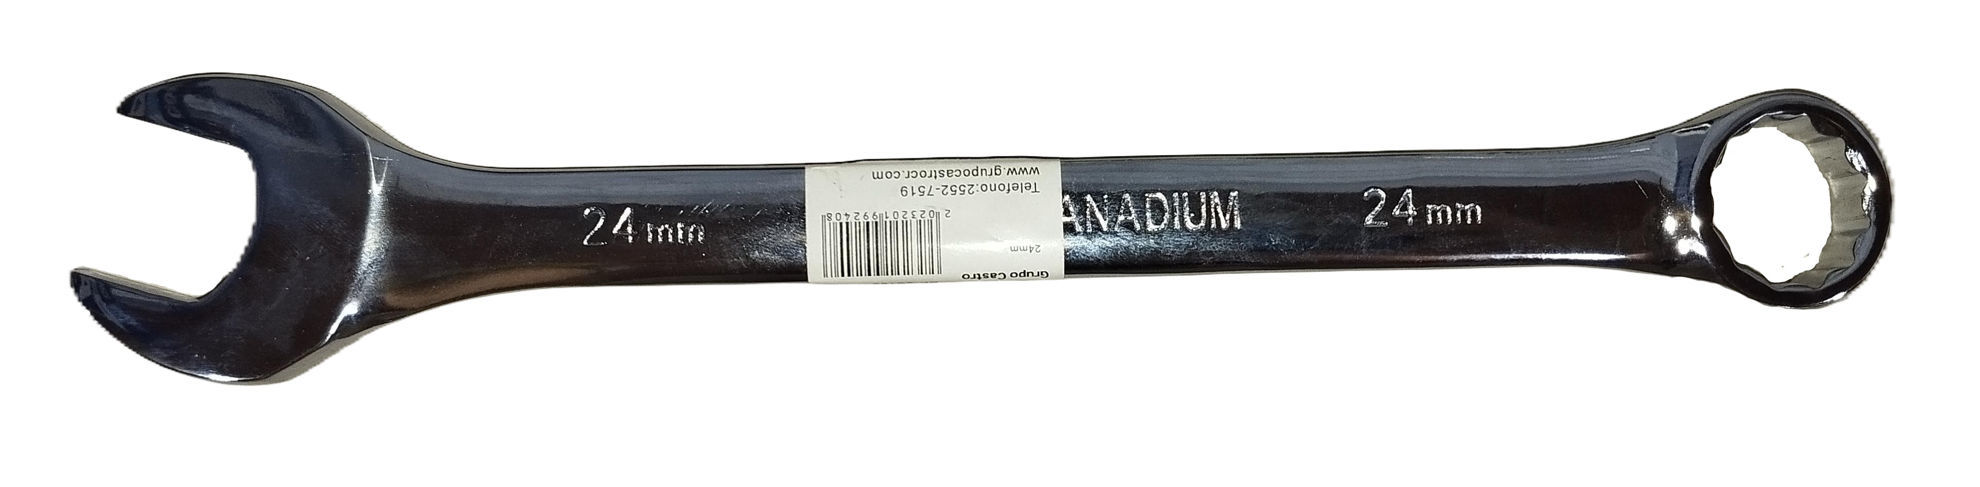 24mm
ANADIUM
24mm
Grupo Castro
24mm
2 023201 992408
Telefono:2552-7519
www.grupocastrocr.com